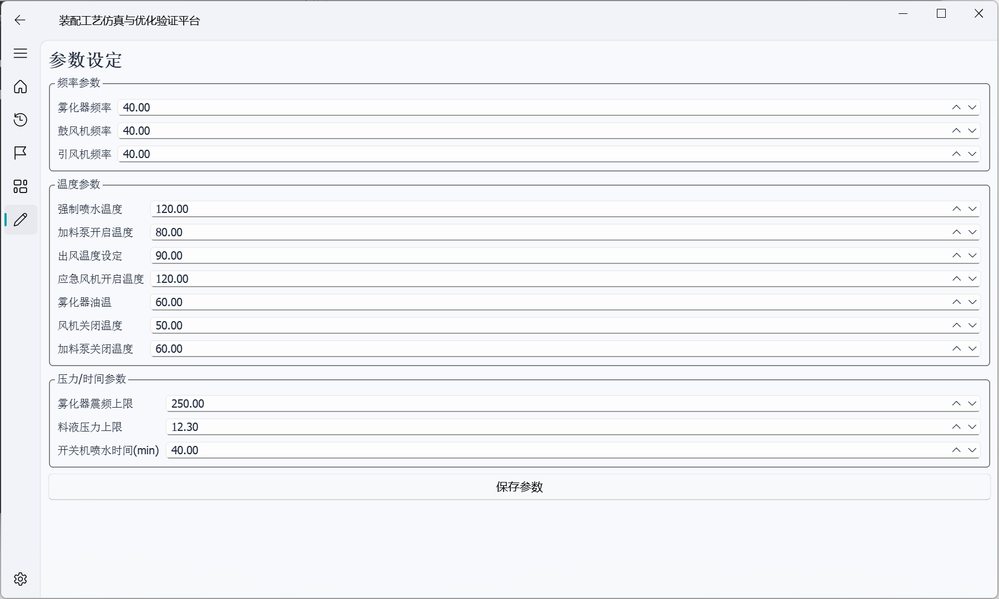 装配工艺仿真与优化验证平台
参数设定
频率参数
雾化器频率 40.00
鼓风机频率 40.00
引风机频率 40.00
温度参数
强制喷水温度 120.00
加料泵开启温度 80.00
出风温度设定 90.00
应急风机开启温度 120.00
雾化器油温 60.00
风机关闭温度 50.00
加料泵关闭温度 60.00
压力/时间参数
雾化器震频上限 250.00
料液压力上限 12.30
开关机喷水时间(min) 40.00
保存参数